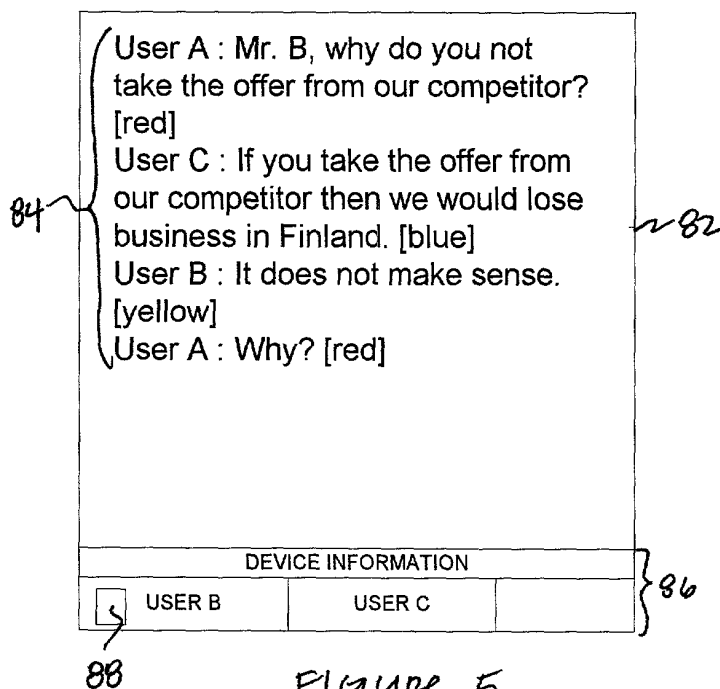 User A : Mr. B, why do you not
take the offer from our competitor?
[red]
User C : If you take the offer from
our competitor then we would lose
business in Finland. [blue]
User B : It does not make sense.
[yellow]
User A : Why? [red]
84
82
DEVICE INFORMATION
USER B USER C
86
88
FIGURE 5